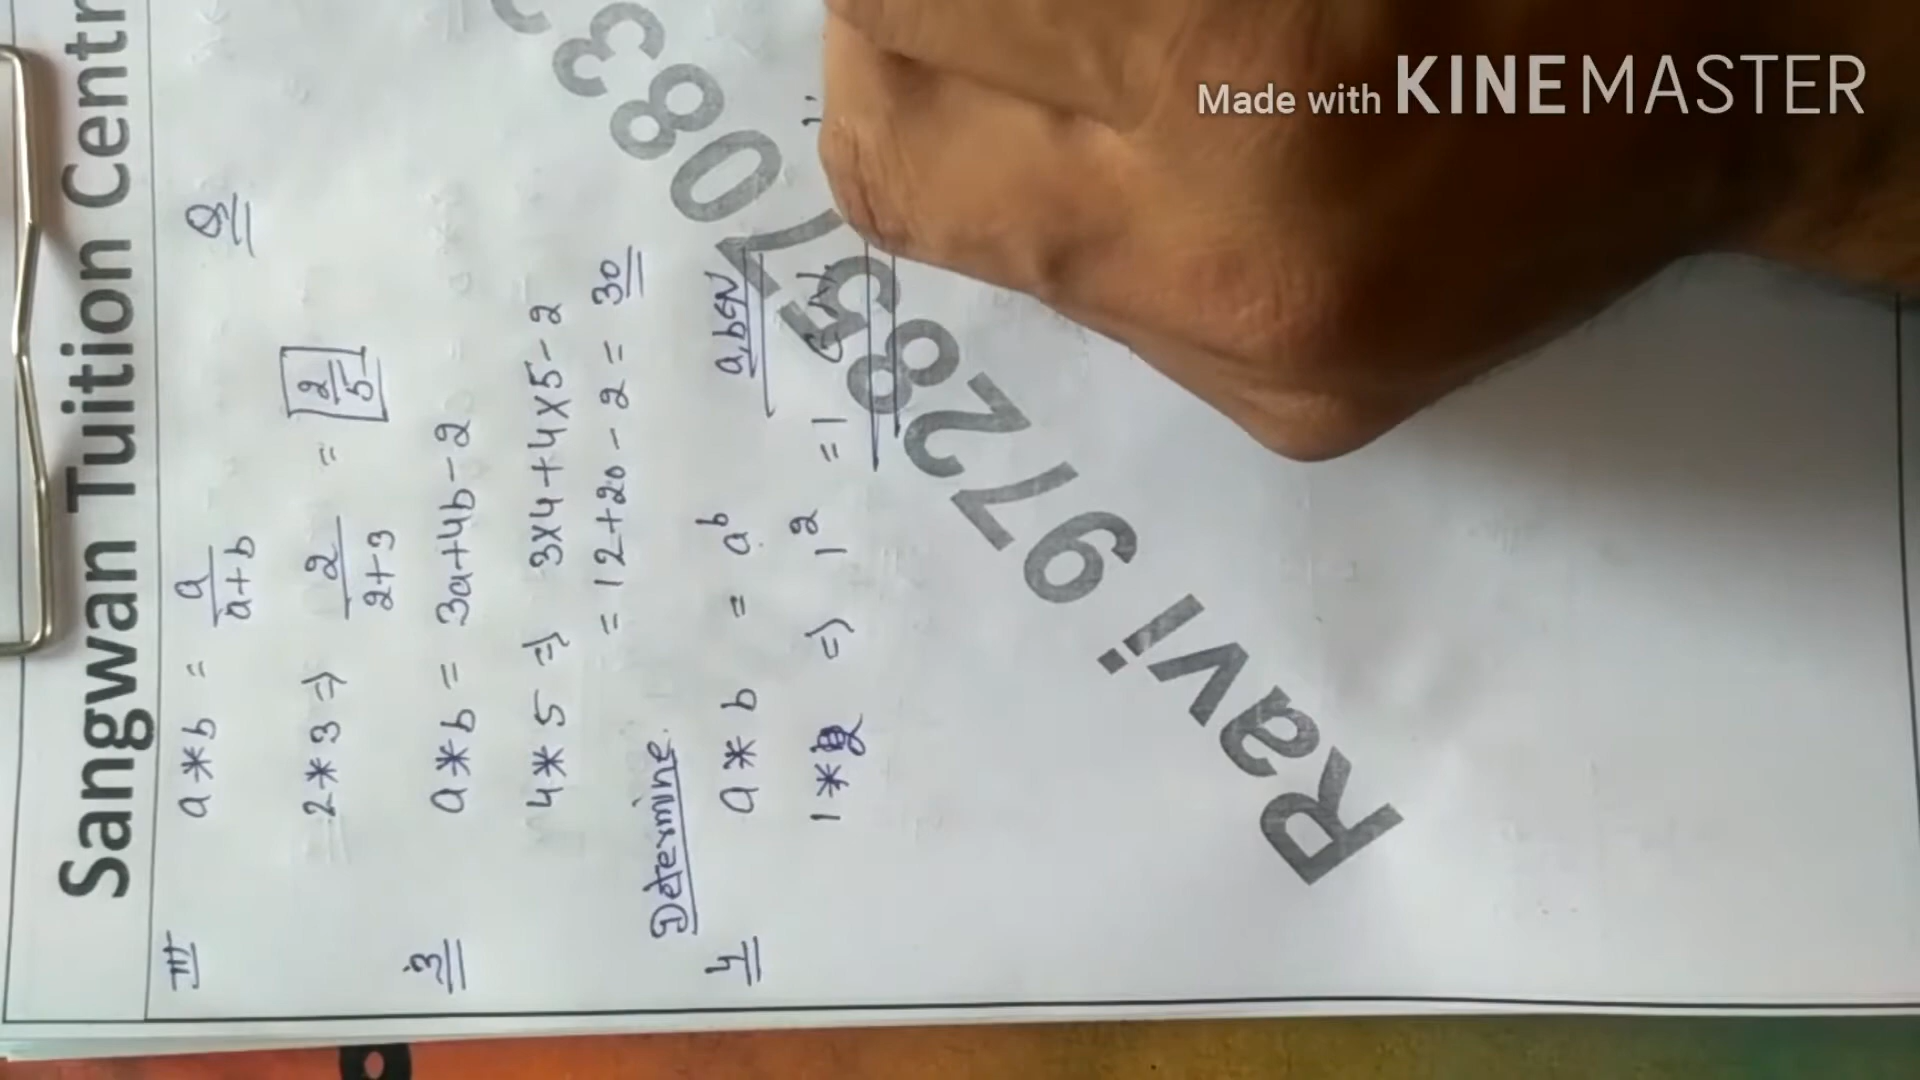 Made with KINEMASTER
Sangwan Tuition Centr
III a*b = a/a+b Q
2*3 => 2/2+3 = 2/5
3 a*b = 3a+4b-2
4*5 => 3x4+4x5-2
= 12+20-2 = 30
Determine.
4 a*b = a^b a,b∈N
1*2 => 1^2 = 1 ∈N
Ravi 972857083